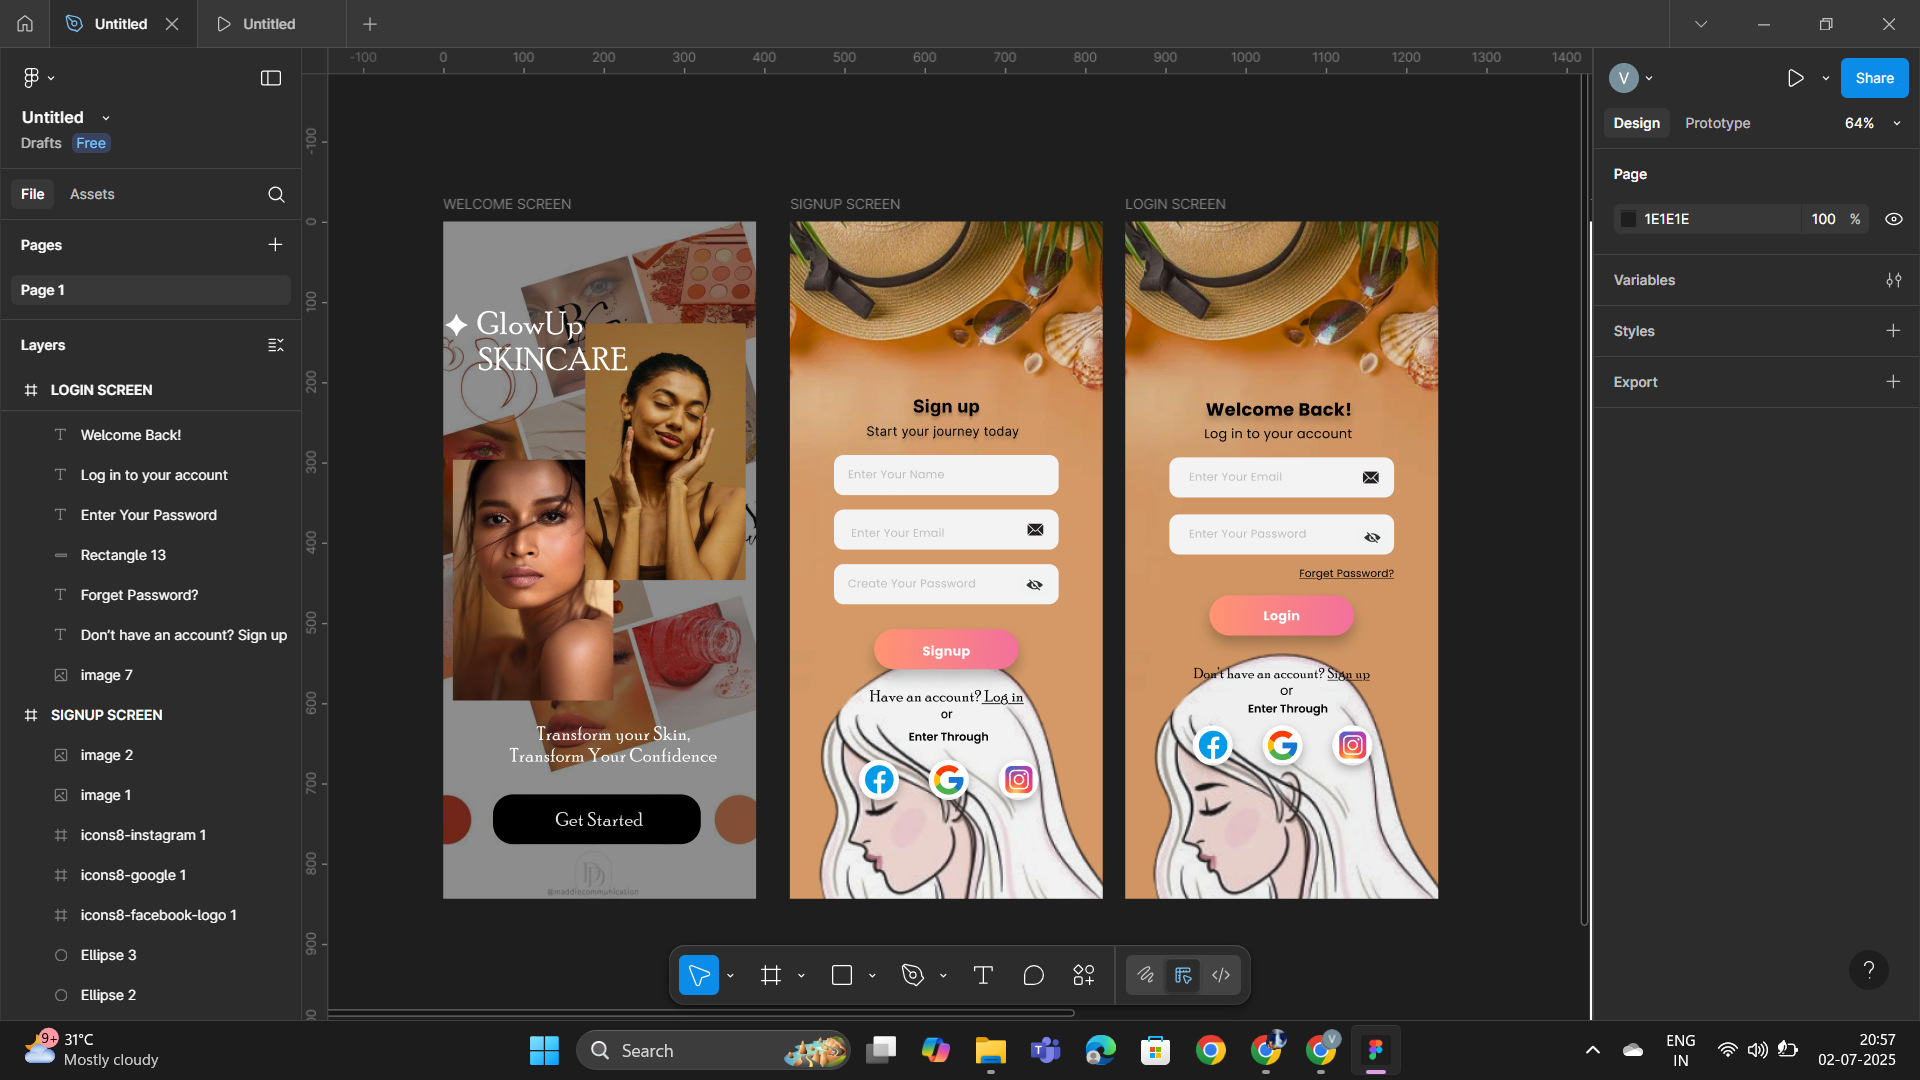 Untitled
Untitled
-100
0
100
200
300
400
500
600
700
800
900
1000
1100
1200
1300
1400
Untitled
Drafts
Free
File
Assets
Pages
Page 1
Layers
LOGIN SCREEN
Welcome Back!
Log in to your account
Enter Your Password
Rectangle 13
Forget Password?
Don't have an account? Sign up
image 7
SIGNUP SCREEN
image 2
image 1
icons8-instagram 1
icons8-google 1
icons8-facebook-logo 1
Ellipse 3
Ellipse 2
-100
0
100
200
300
400
500
600
700
800
900
WELCOME SCREEN
GlowUp
SKINCARE
Transform your Skin,
Transform Your Confidence
Get Started
@maddiecommunication
SIGNUP SCREEN
Sign up
Start your journey today
Enter Your Name
Enter Your Email
Create Your Password
Signup
Have an account? Log in
or
Enter Through
LOGIN SCREEN
Welcome Back!
Log in to your account
Enter Your Email
Enter Your Password
Forget Password?
Login
Don't have an account? Sign up
or
Enter Through
V
Share
Design
Prototype
64%
Page
1E1E1E
100 %
Variables
Styles
Export
?
9+
31°C
Mostly cloudy
Search
V
ENG
IN
20:57
02-07-2025